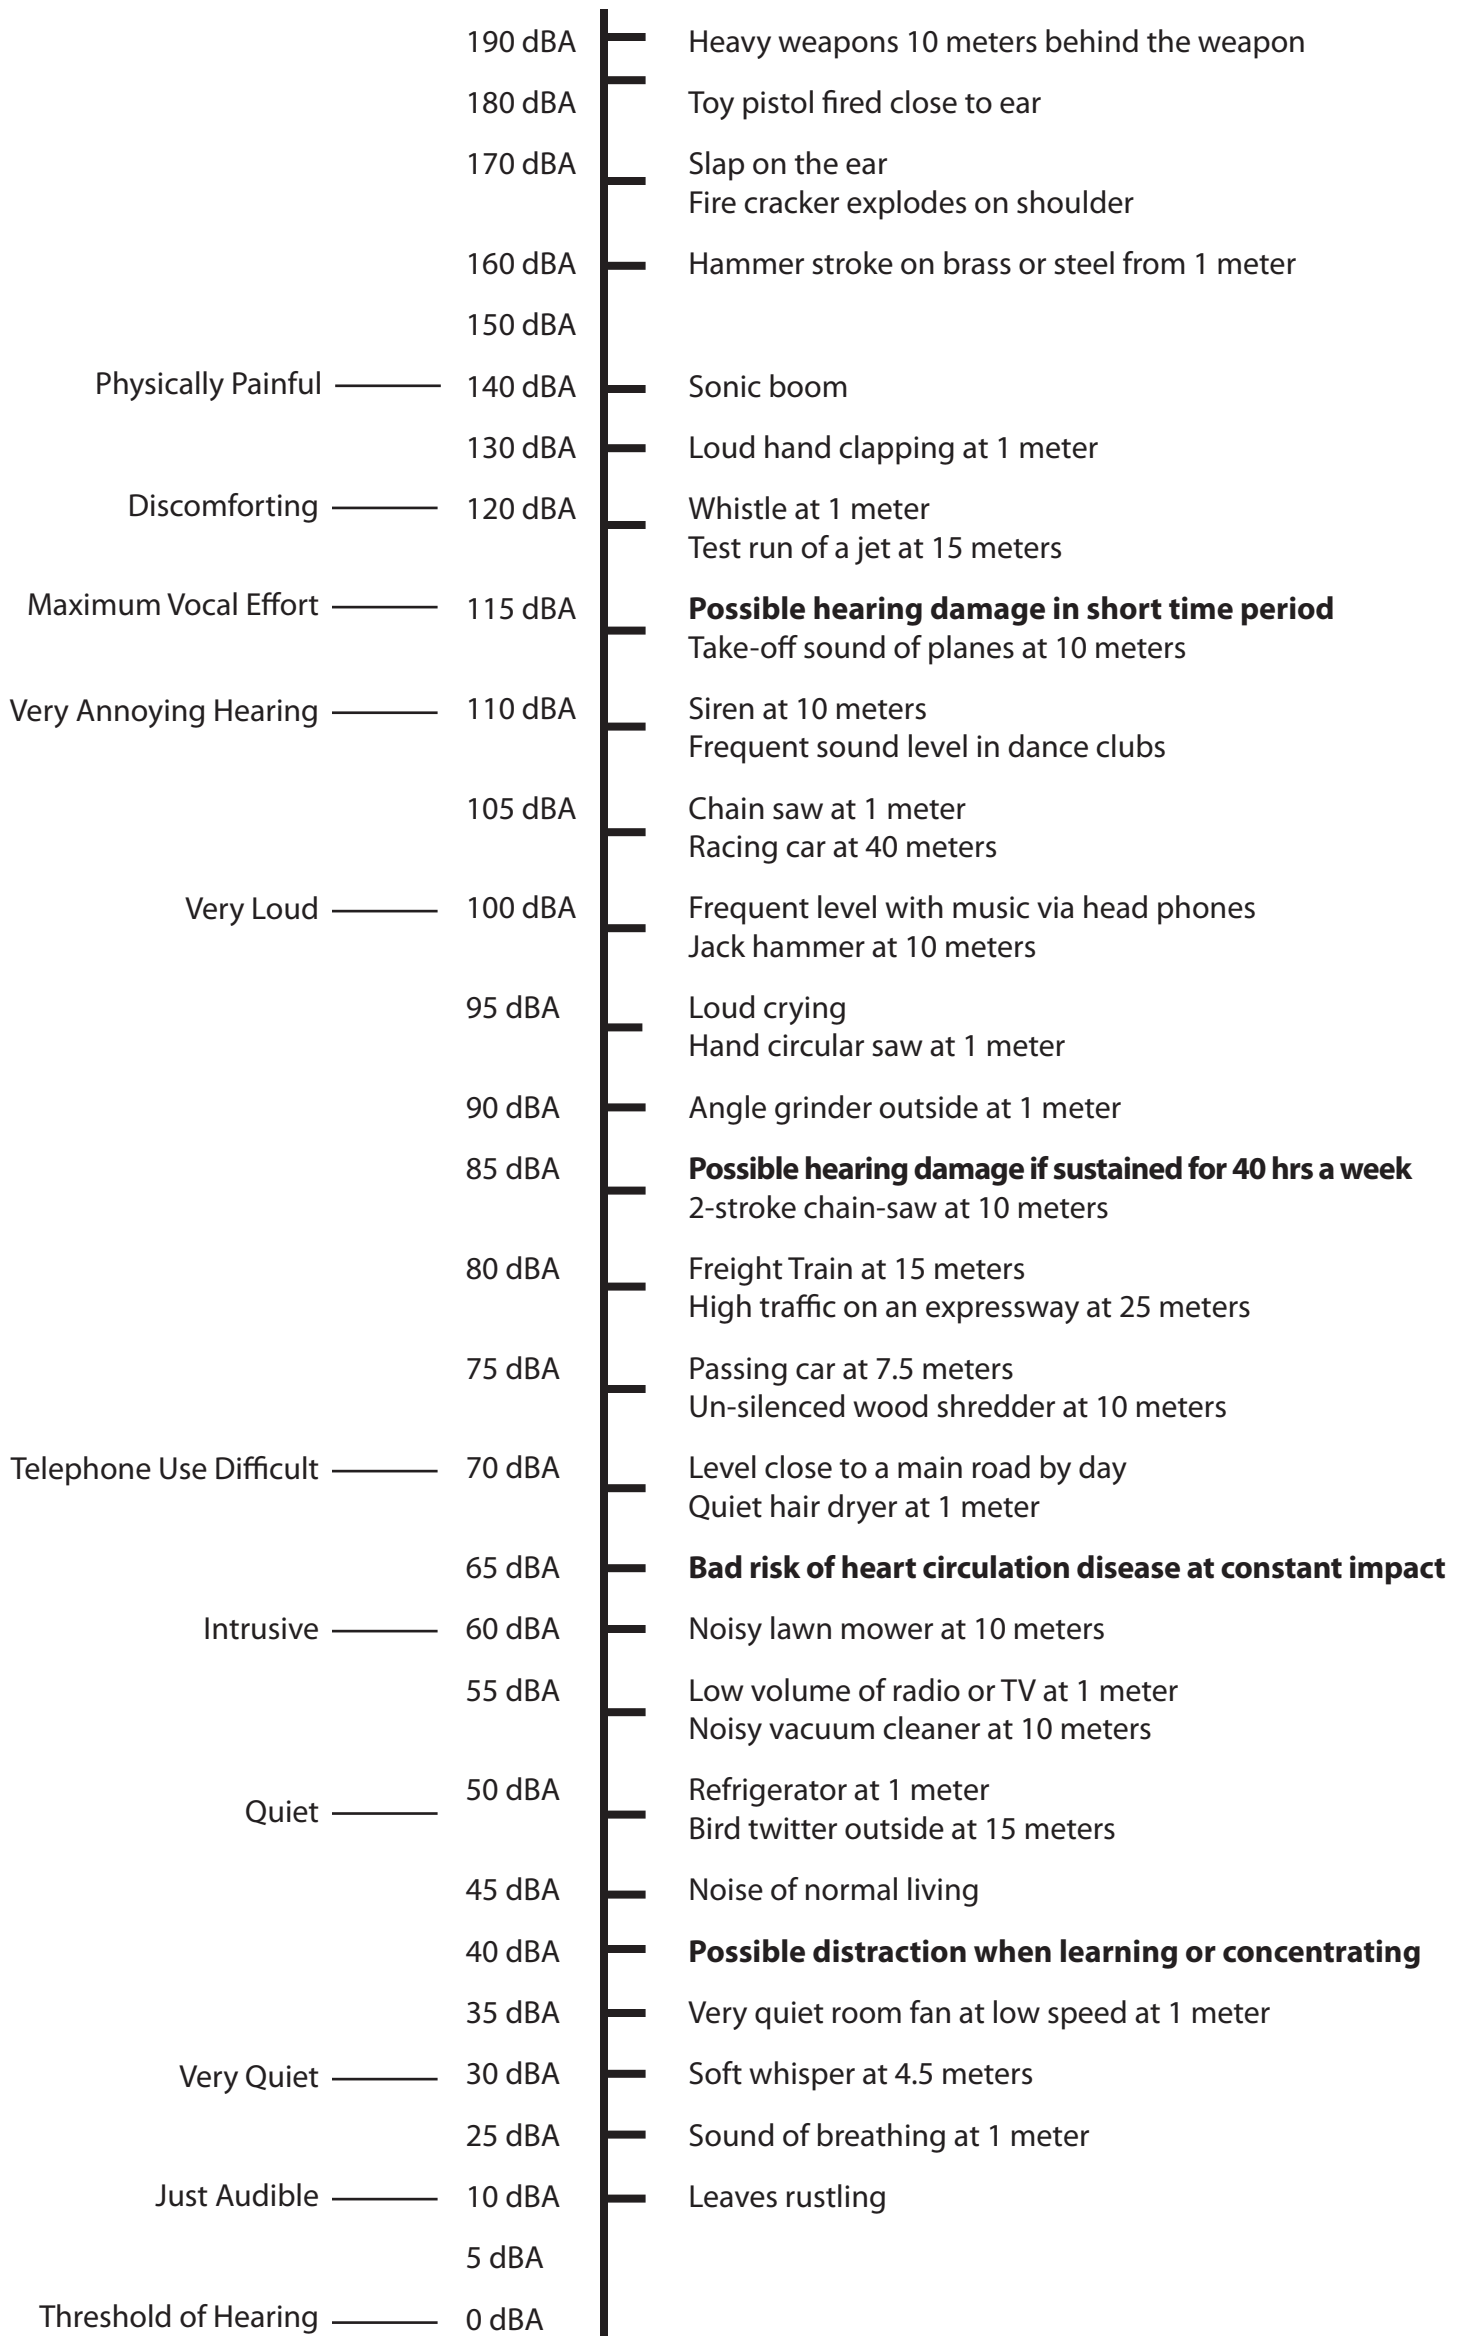 190 dBA Heavy weapons 10 meters behind the weapon
180 dBA Toy pistol fired close to ear
170 dBA Slap on the ear
Fire cracker explodes on shoulder
160 dBA Hammer stroke on brass or steel from 1 meter
150 dBA
Physically Painful 140 dBA Sonic boom
130 dBA Loud hand clapping at 1 meter
Discomforting 120 dBA Whistle at 1 meter
Test run of a jet at 15 meters
Maximum Vocal Effort 115 dBA Possible hearing damage in short time period
Take-off sound of planes at 10 meters
Very Annoying Hearing 110 dBA Siren at 10 meters
Frequent sound level in dance clubs
105 dBA Chain saw at 1 meter
Racing car at 40 meters
Very Loud 100 dBA Frequent level with music via head phones
Jack hammer at 10 meters
95 dBA Loud crying
Hand circular saw at 1 meter
90 dBA Angle grinder outside at 1 meter
85 dBA Possible hearing damage if sustained for 40 hrs a week
2-stroke chain-saw at 10 meters
80 dBA Freight Train at 15 meters
High traffic on an expressway at 25 meters
75 dBA Passing car at 7.5 meters
Un-silenced wood shredder at 10 meters
Telephone Use Difficult 70 dBA Level close to a main road by day
Quiet hair dryer at 1 meter
65 dBA Bad risk of heart circulation disease at constant impact
Intrusive 60 dBA Noisy lawn mower at 10 meters
55 dBA Low volume of radio or TV at 1 meter
Noisy vacuum cleaner at 10 meters
Quiet 50 dBA Refrigerator at 1 meter
Bird twitter outside at 15 meters
45 dBA Noise of normal living
40 dBA Possible distraction when learning or concentrating
35 dBA Very quiet room fan at low speed at 1 meter
Very Quiet 30 dBA Soft whisper at 4.5 meters
25 dBA Sound of breathing at 1 meter
Just Audible 10 dBA Leaves rustling
5 dBA
Threshold of Hearing 0 dBA